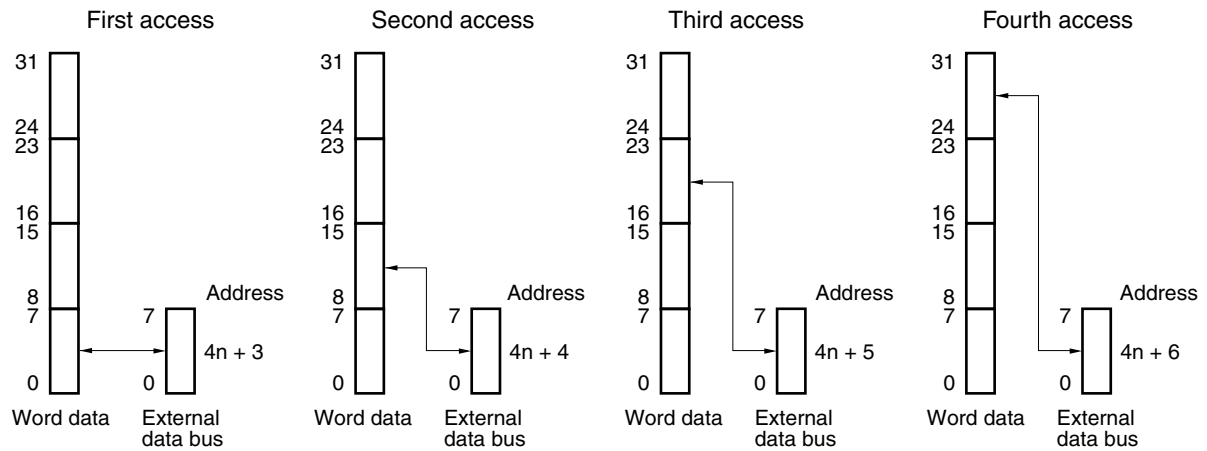 First access
31
24
23
16
15
8
7
0
Word data
7
0
External
data bus
Address
4n + 3
Second access
31
24
23
16
15
8
7
0
Word data
7
0
External
data bus
Address
4n + 4
Third access
31
24
23
16
15
8
7
0
Word data
7
0
External
data bus
Address
4n + 5
Fourth access
31
24
23
16
15
8
7
0
Word data
7
0
External
data bus
Address
4n + 6